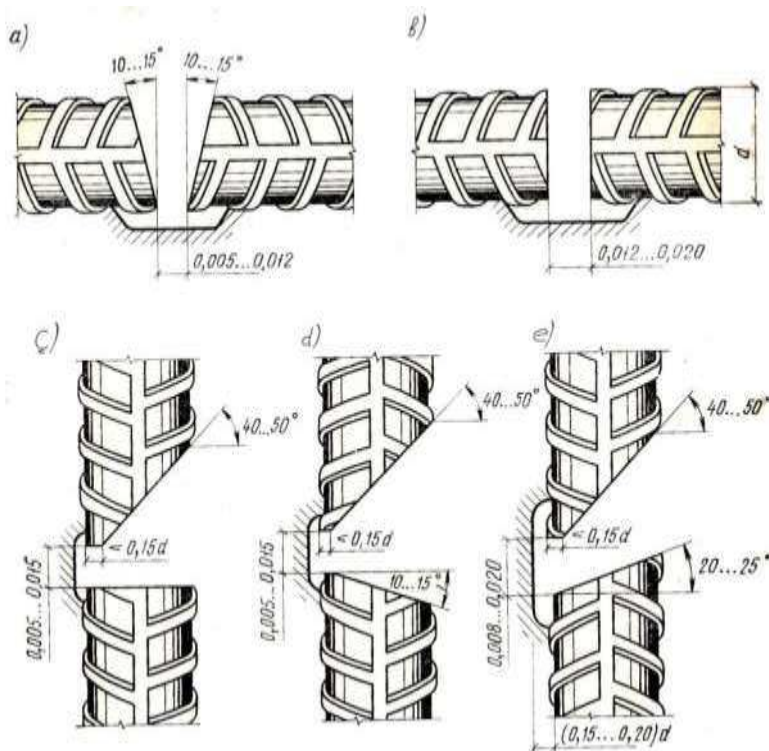 a)
10...15°
10...15°
0,005...0,012
в)
d
0,012...0,020
c)
40...50°
< 0,15d
0,005...0,015
d)
40...50°
< 0,15d
0,005...0,015
10...15°
e)
40...50°
< 0,15d
20...25°
0,008...0,020
(0,15...0,20)d